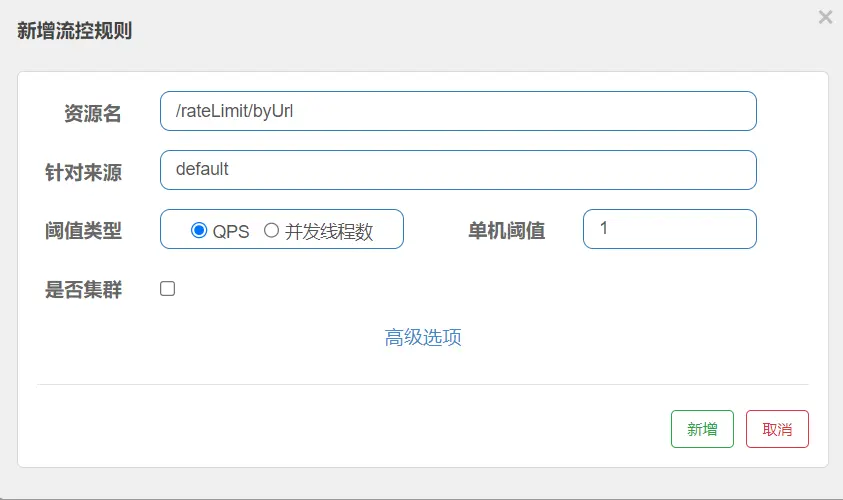 新增流控规则 ×
资源名 /rateLimit/byUrl
针对来源 default
阈值类型 QPS 并发线程数 单机阈值 1
是否集群
高级选项
新增 取消